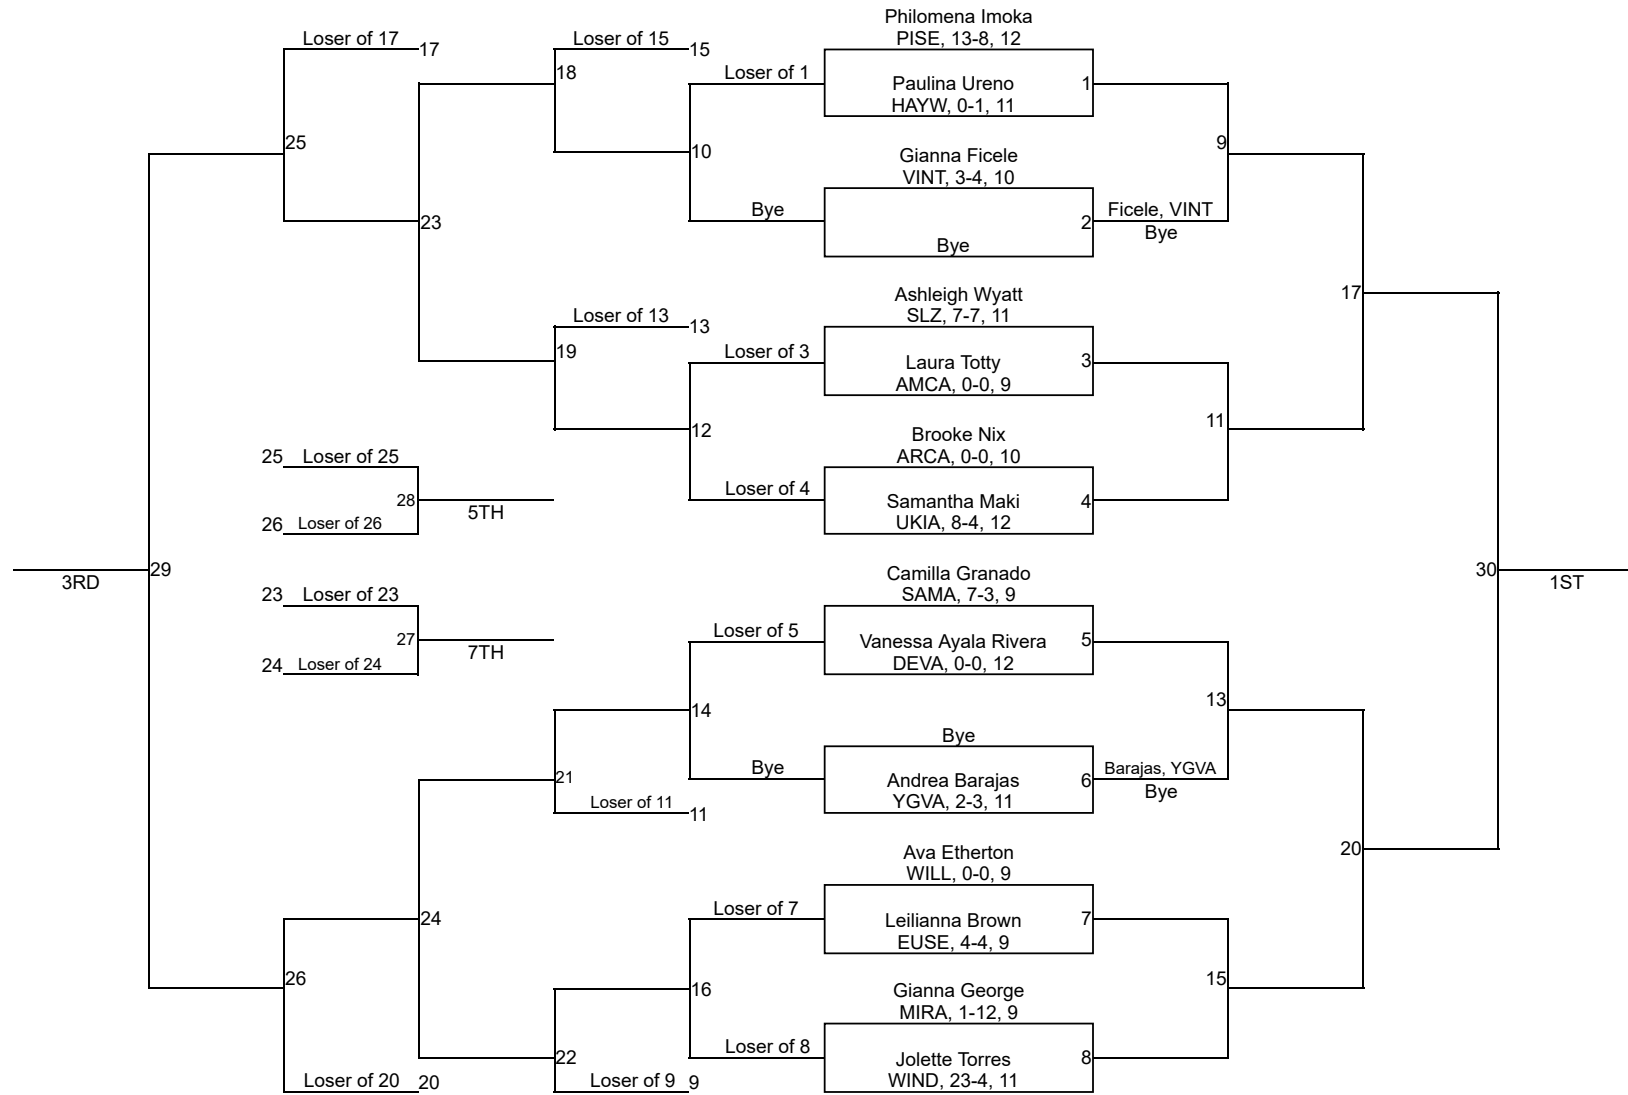 Philomena Imoka
PISE, 13-8, 12
Loser of 17
17
Loser of 15
15
18
Loser of 1
Paulina Ureno
HAYW, 0-1, 11
1
25
10
Gianna Ficele
VINT, 3-4, 10
9
23
Bye
Bye
2
Ficele, VINT
Bye
Ashleigh Wyatt
SLZ, 7-7, 11
17
Loser of 13
13
19
Loser of 3
Laura Totty
AMCA, 0-0, 9
3
12
Brooke Nix
ARCA, 0-0, 10
11
25
Loser of 25
28
5TH
26
Loser of 26
Loser of 4
Samantha Maki
UKIA, 8-4, 12
4
3RD
29
Camilla Granado
SAMA, 7-3, 9
30
1ST
23
Loser of 23
27
7TH
24
Loser of 24
Loser of 5
Vanessa Ayala Rivera
DEVA, 0-0, 12
5
14
13
Bye
21
Bye
Andrea Barajas
YGVA, 2-3, 11
6
Barajas, YGVA
Bye
Loser of 11
11
Ava Etherton
WILL, 0-0, 9
20
24
Loser of 7
Leilianna Brown
EUSE, 4-4, 9
7
26
16
Gianna George
MIRA, 1-12, 9
15
22
Loser of 8
Jolette Torres
WIND, 23-4, 11
8
Loser of 20
20
Loser of 9
9